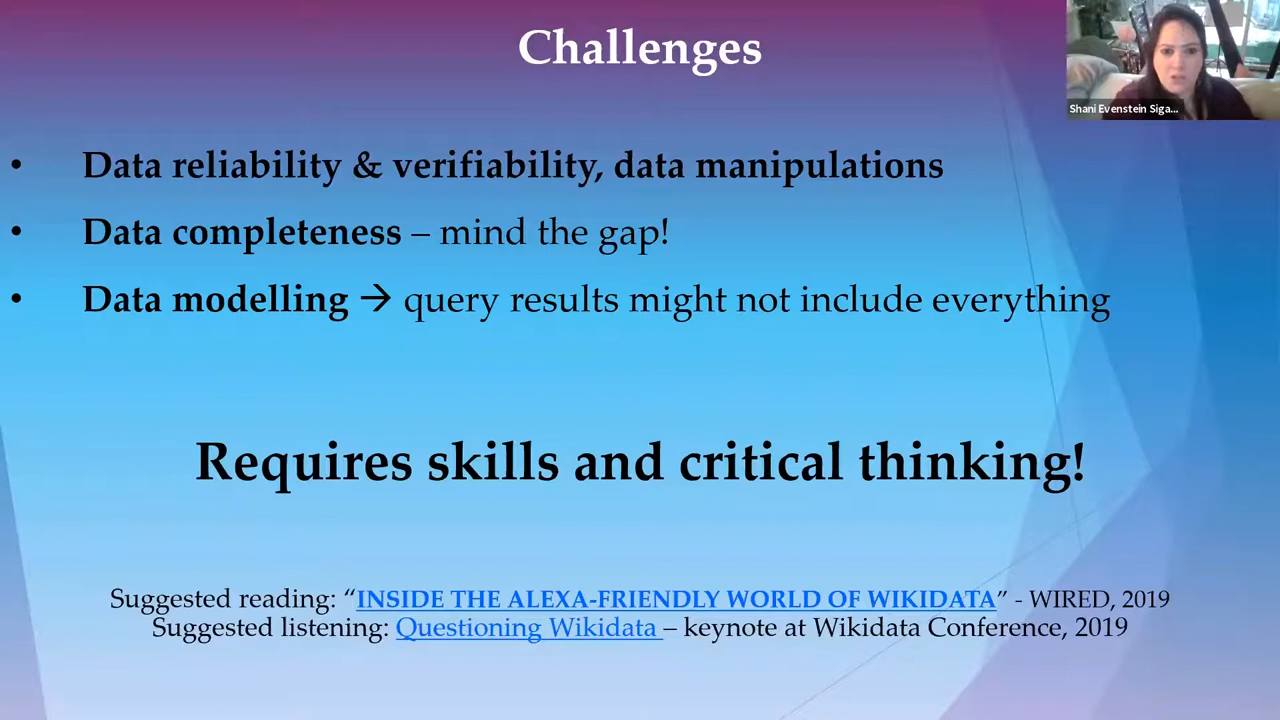 Challenges
Shani Evenstein Siga...
• Data reliability & verifiability, data manipulations
• Data completeness – mind the gap!
• Data modelling → query results might not include everything
Requires skills and critical thinking!
Suggested reading: “INSIDE THE ALEXA-FRIENDLY WORLD OF WIKIDATA” - WIRED, 2019
Suggested listening: Questioning Wikidata – keynote at Wikidata Conference, 2019